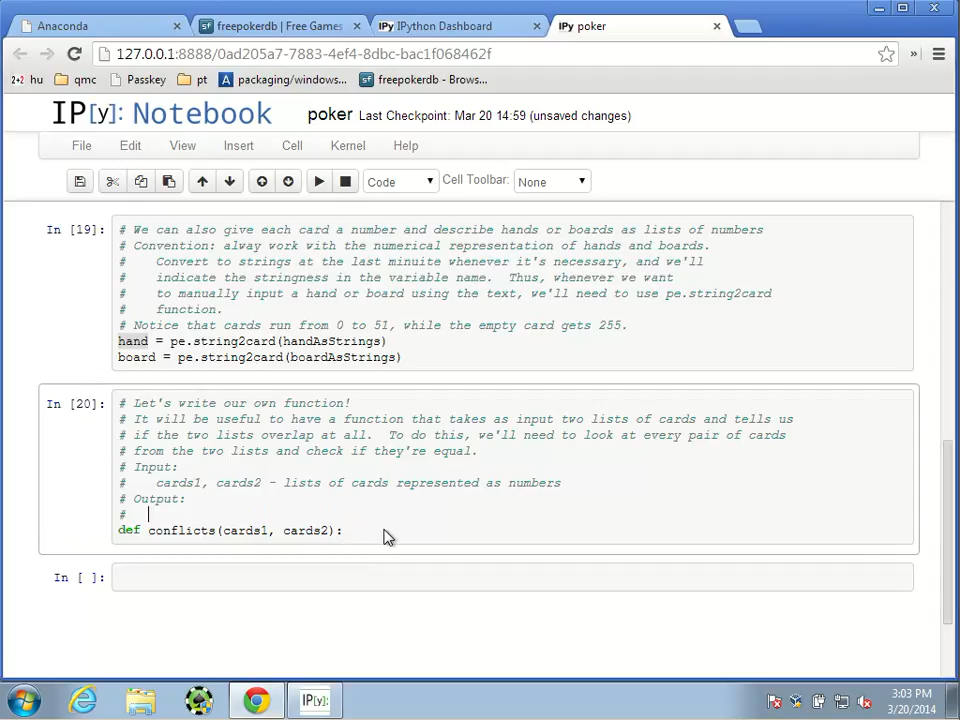 Anaconda
freepokerdb | Free Games
IPy IPython Dashboard
IPy poker
127.0.0.1:8888/0ad205a7-7883-4ef4-8dbc-bac1f068462f
2+2 hu
qmc
Passkey
pt
packaging/windows...
freepokerdb - Brows...
»
IP[y]: Notebook
poker Last Checkpoint: Mar 20 14:59 (unsaved changes)
File Edit View Insert Cell Kernel Help
Code
Cell Toolbar:
None
In [19]:
# We can also give each card a number and describe hands or boards as lists of numbers
# Convention: alway work with the numerical representation of hands and boards.
#    Convert to strings at the last minuite whenever it's necessary, and we'll
#    indicate the stringness in the variable name.  Thus, whenever we want
#    to manually input a hand or board using the text, we'll need to use pe.string2card
#    function.
# Notice that cards run from 0 to 51, while the empty card gets 255.
hand = pe.string2card(handAsStrings)
board = pe.string2card(boardAsStrings)
In [20]:
# Let's write our own function!
# It will be useful to have a function that takes as input two lists of cards and tells us
# if the two lists overlap at all.  To do this, we'll need to look at every pair of cards
# from the two lists and check if they're equal.
# Input:
#    cards1, cards2 - lists of cards represented as numbers
# Output:
#
def conflicts(cards1, cards2):
In [ ]:
IP[y]:
3:03 PM
3/20/2014